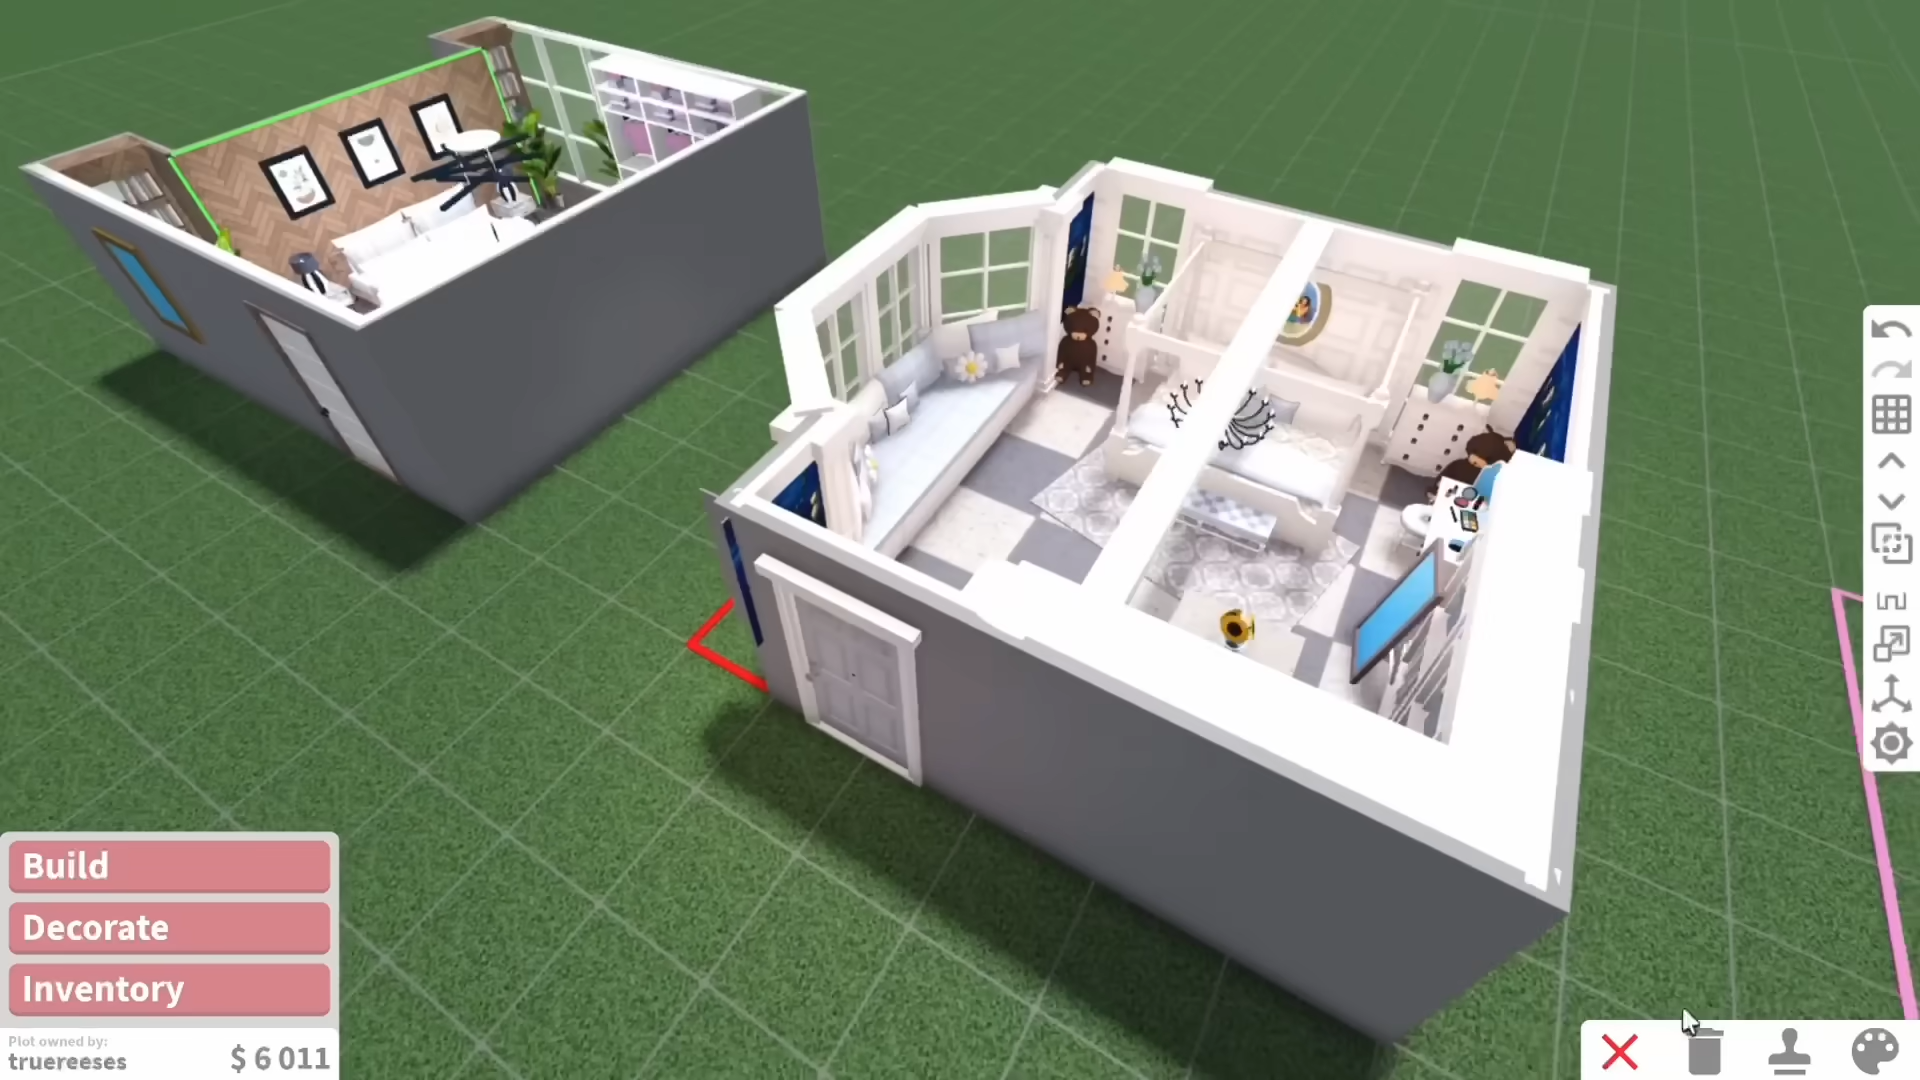 Build
Decorate
Inventory
Plot owned by:
truereeses
$ 6 011